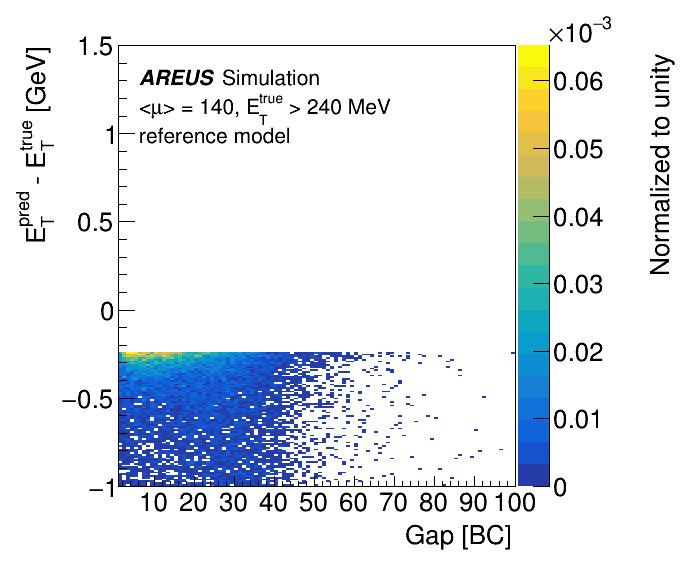 ×10⁻³
AREUS Simulation
<μ> = 140, E_T^true > 240 MeV
reference model
E_T^pred - E_T^true [GeV]
1.5
1
0.5
0
−0.5
−1
10 20 30 40 50 60 70 80 90 100
Gap [BC]
0.06
0.05
0.04
0.03
0.02
0.01
0
Normalized to unity